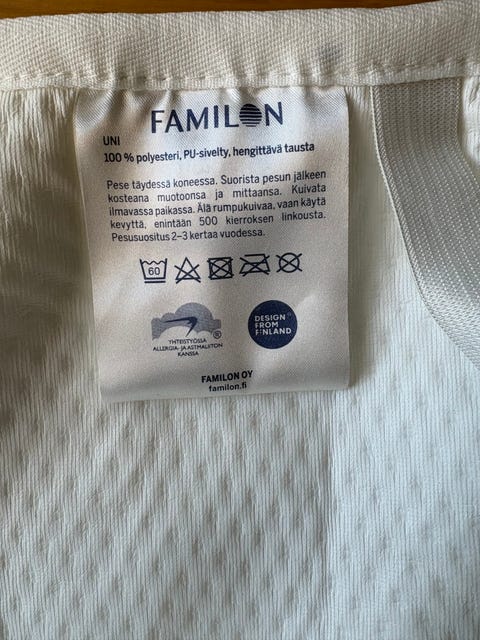 FAMILON
UNI
100 % polyesteri, PU-sivelty, hengittävä tausta
Pese täydessä koneessa. Suorista pesun jälkeen
kosteana muotoonsa ja mittaansa. Kuivata
ilmavassa paikassa. Älä rumpukuivaa, vaan käytä
kevyttä, enintään 500 kierroksen linkousta.
Pesusuositus 2–3 kertaa vuodessa.
60
®
YHTEISTYÖSSÄ
ALLERGIA- JA ASTMALIITON
KANSSA
DESIGN
FROM
FINLAND
FAMILON OY
familon.fi